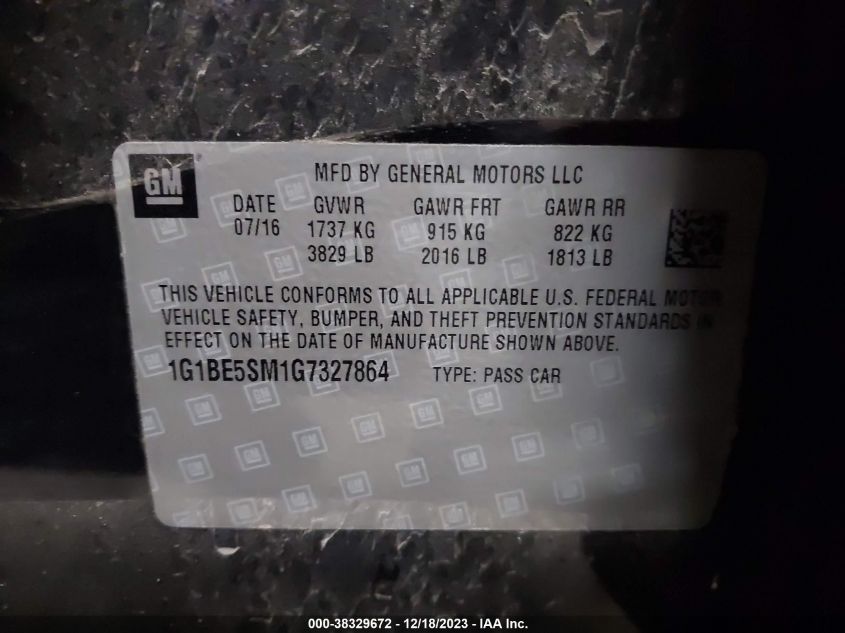 GM
MFD BY GENERAL MOTORS LLC
DATE GVWR GAWR FRT GAWR RR
07/16 1737 KG 915 KG 822 KG
3829 LB 2016 LB 1813 LB
THIS VEHICLE CONFORMS TO ALL APPLICABLE U.S. FEDERAL MOTOR
VEHICLE SAFETY, BUMPER, AND THEFT PREVENTION STANDARDS IN
EFFECT ON THE DATE OF MANUFACTURE SHOWN ABOVE.
1G1BE5SM1G7327864 TYPE: PASS CAR
000-38329672 - 12/18/2023 - IAA Inc.